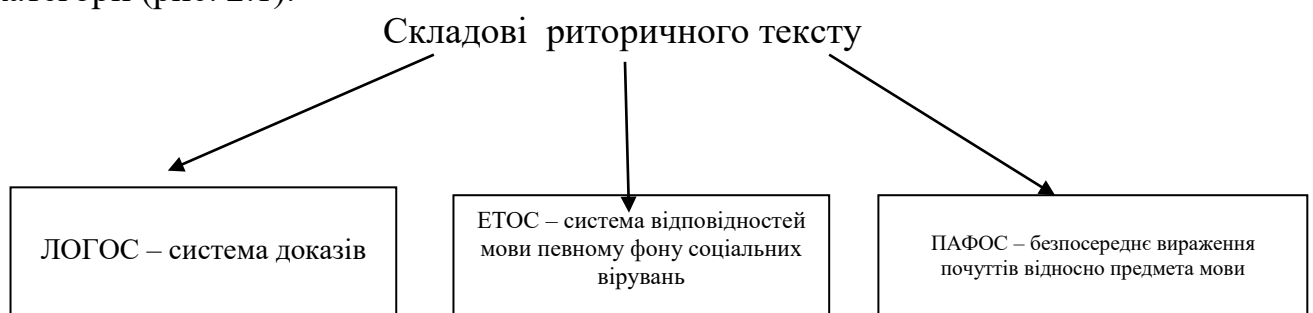 (рис. 2.1).
Складові риторичного тексту
ЛОГОС – система доказів
ЕТОС – система відповідностей
мови певному фону соціальних
вірувань
ПАФОС – безпосереднє вираження
почуттів відносно предмета мови